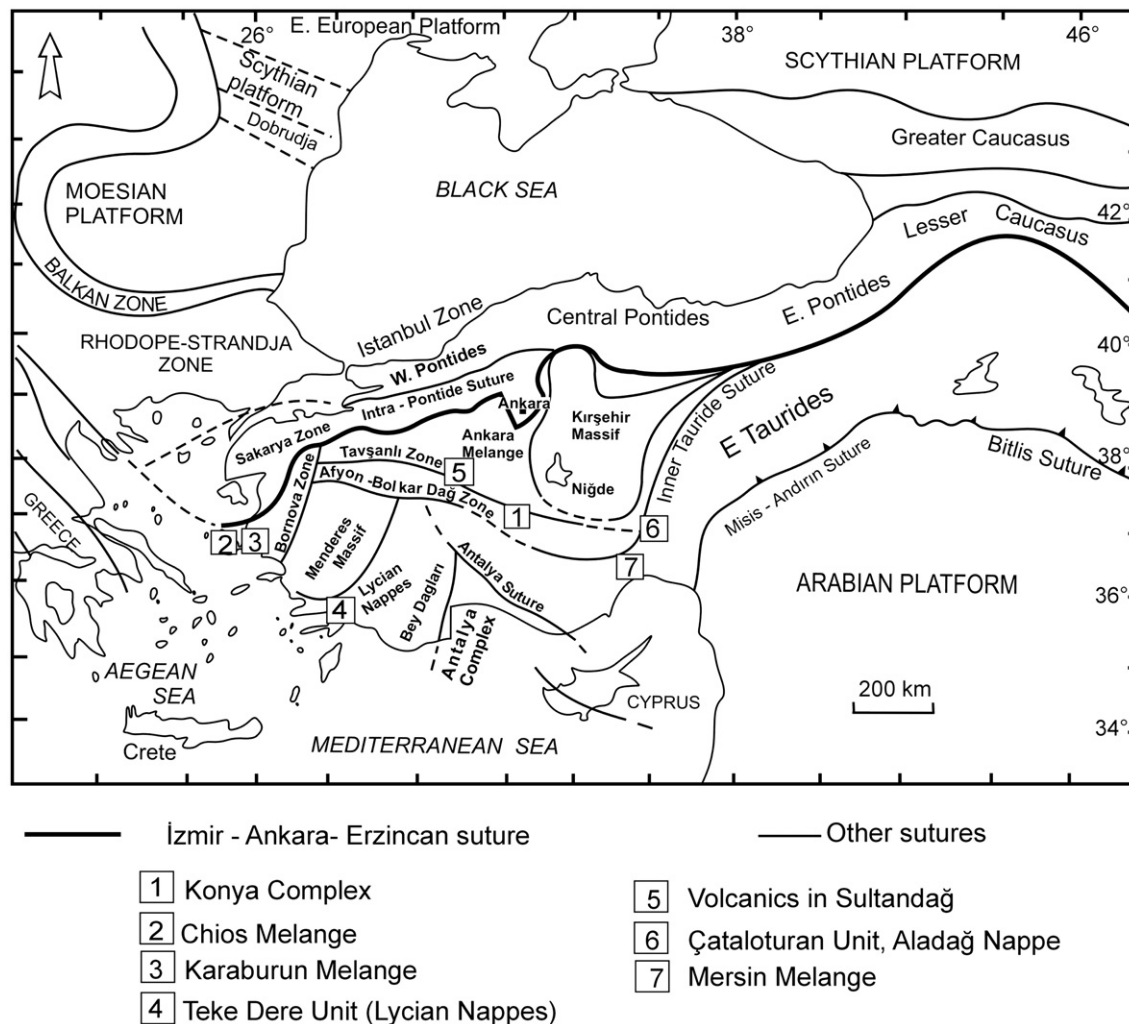 26°
E. European Platform
38°
46°
Scythian
platform
Dobrudja
SCYTHIAN PLATFORM
Greater Caucasus
MOESIAN
PLATFORM
BLACK SEA
42°
Lesser Caucasus
BALKAN ZONE
Istanbul Zone
Central Pontides
E. Pontides
RHODOPE-STRANDJA
ZONE
40°
W. Pontides
Intra - Pontide Suture
Ankara
Sakarya Zone
Kırşehir
Massif
Ankara
Melange
Inner Tauride Suture
E Taurides
Bitlis Suture
38°
Tavşanlı Zone
5
Afyon -Bolkar Dağ Zone
Niğde
Misis - Andırın Suture
GREECE
Bornova Zone
1
6
2
3
7
Menderes
Massif
Lycian
Nappes
Antalya Suture
ARABIAN PLATFORM
36°
4
Bey Dagları
Antalya
Complex
AEGEAN
SEA
CYPRUS
200 km
34°
Crete
MEDITERRANEAN SEA
İzmir - Ankara- Erzincan suture
Other sutures
1 Konya Complex
2 Chios Melange
3 Karaburun Melange
4 Teke Dere Unit (Lycian Nappes)
5 Volcanics in Sultandağ
6 Çataloturan Unit, Aladağ Nappe
7 Mersin Melange